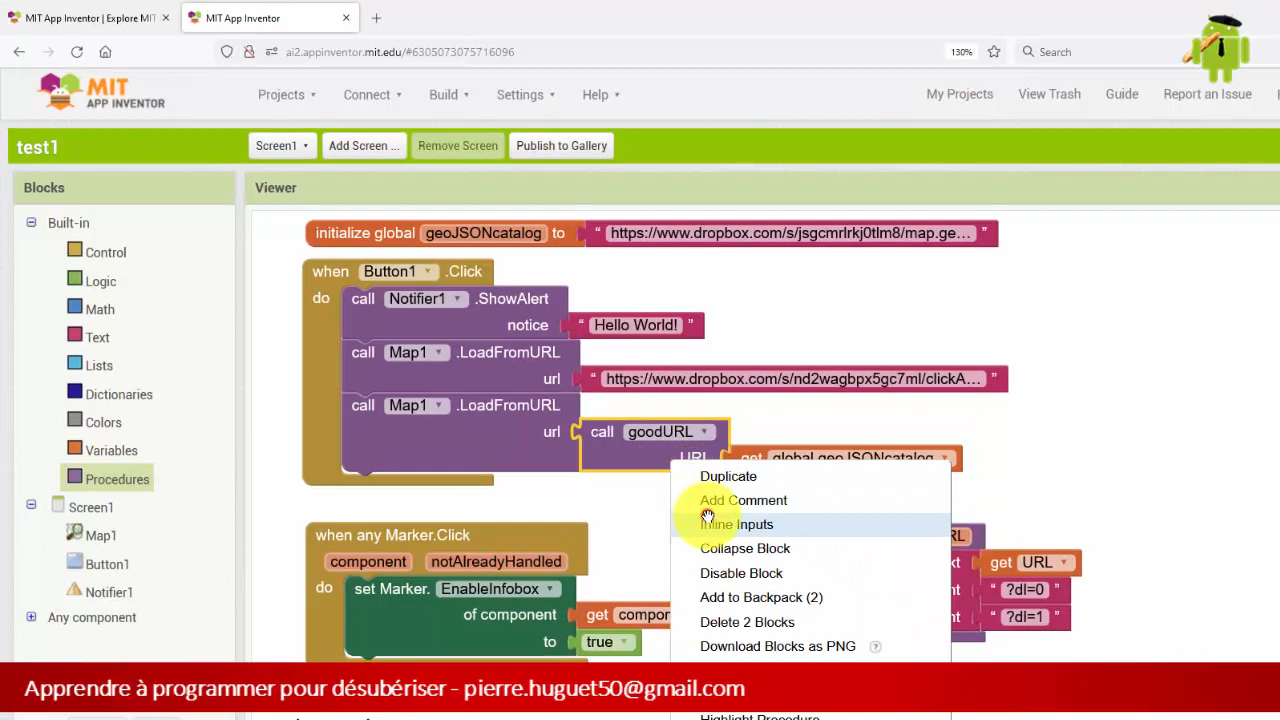 MIT App Inventor | Explore MIT
MIT App Inventor
ai2.appinventor.mit.edu/#6305073075716096
130%
Search
MIT
APP INVENTOR
Projects
Connect
Build
Settings
Help
My Projects
View Trash
Guide
Report an Issue
test1
Screen1
Add Screen ...
Remove Screen
Publish to Gallery
Blocks
Viewer
Built-in
Control
Logic
Math
Text
Lists
Dictionaries
Colors
Variables
Procedures
Screen1
Map1
Button1
Notifier1
Any component
initialize global geoJSONcatalog to
“ https://www.dropbox.com/s/jsgcmrlrkj0tlm8/map.ge... ”
when Button1 .Click
do call Notifier1 .ShowAlert
notice “ Hello World! ”
call Map1 .LoadFromURL
url “ https://www.dropbox.com/s/nd2wagbpx5gc7ml/clickA... ”
call Map1 .LoadFromURL
url call goodURL
URL get global geoJSONcatalog
Duplicate
Add Comment
Inline Inputs
Collapse Block
Disable Block
Add to Backpack (2)
Delete 2 Blocks
Download Blocks as PNG ?
Highlight Procedure
when any Marker.Click
component notAlreadyHandled
do set Marker. EnableInfobox
of component get compon
to true
get URL
“ ?dl=0 ”
“ ?dl=1 ”
Apprendre à programmer pour désubériser - pierre.huguet50@gmail.com